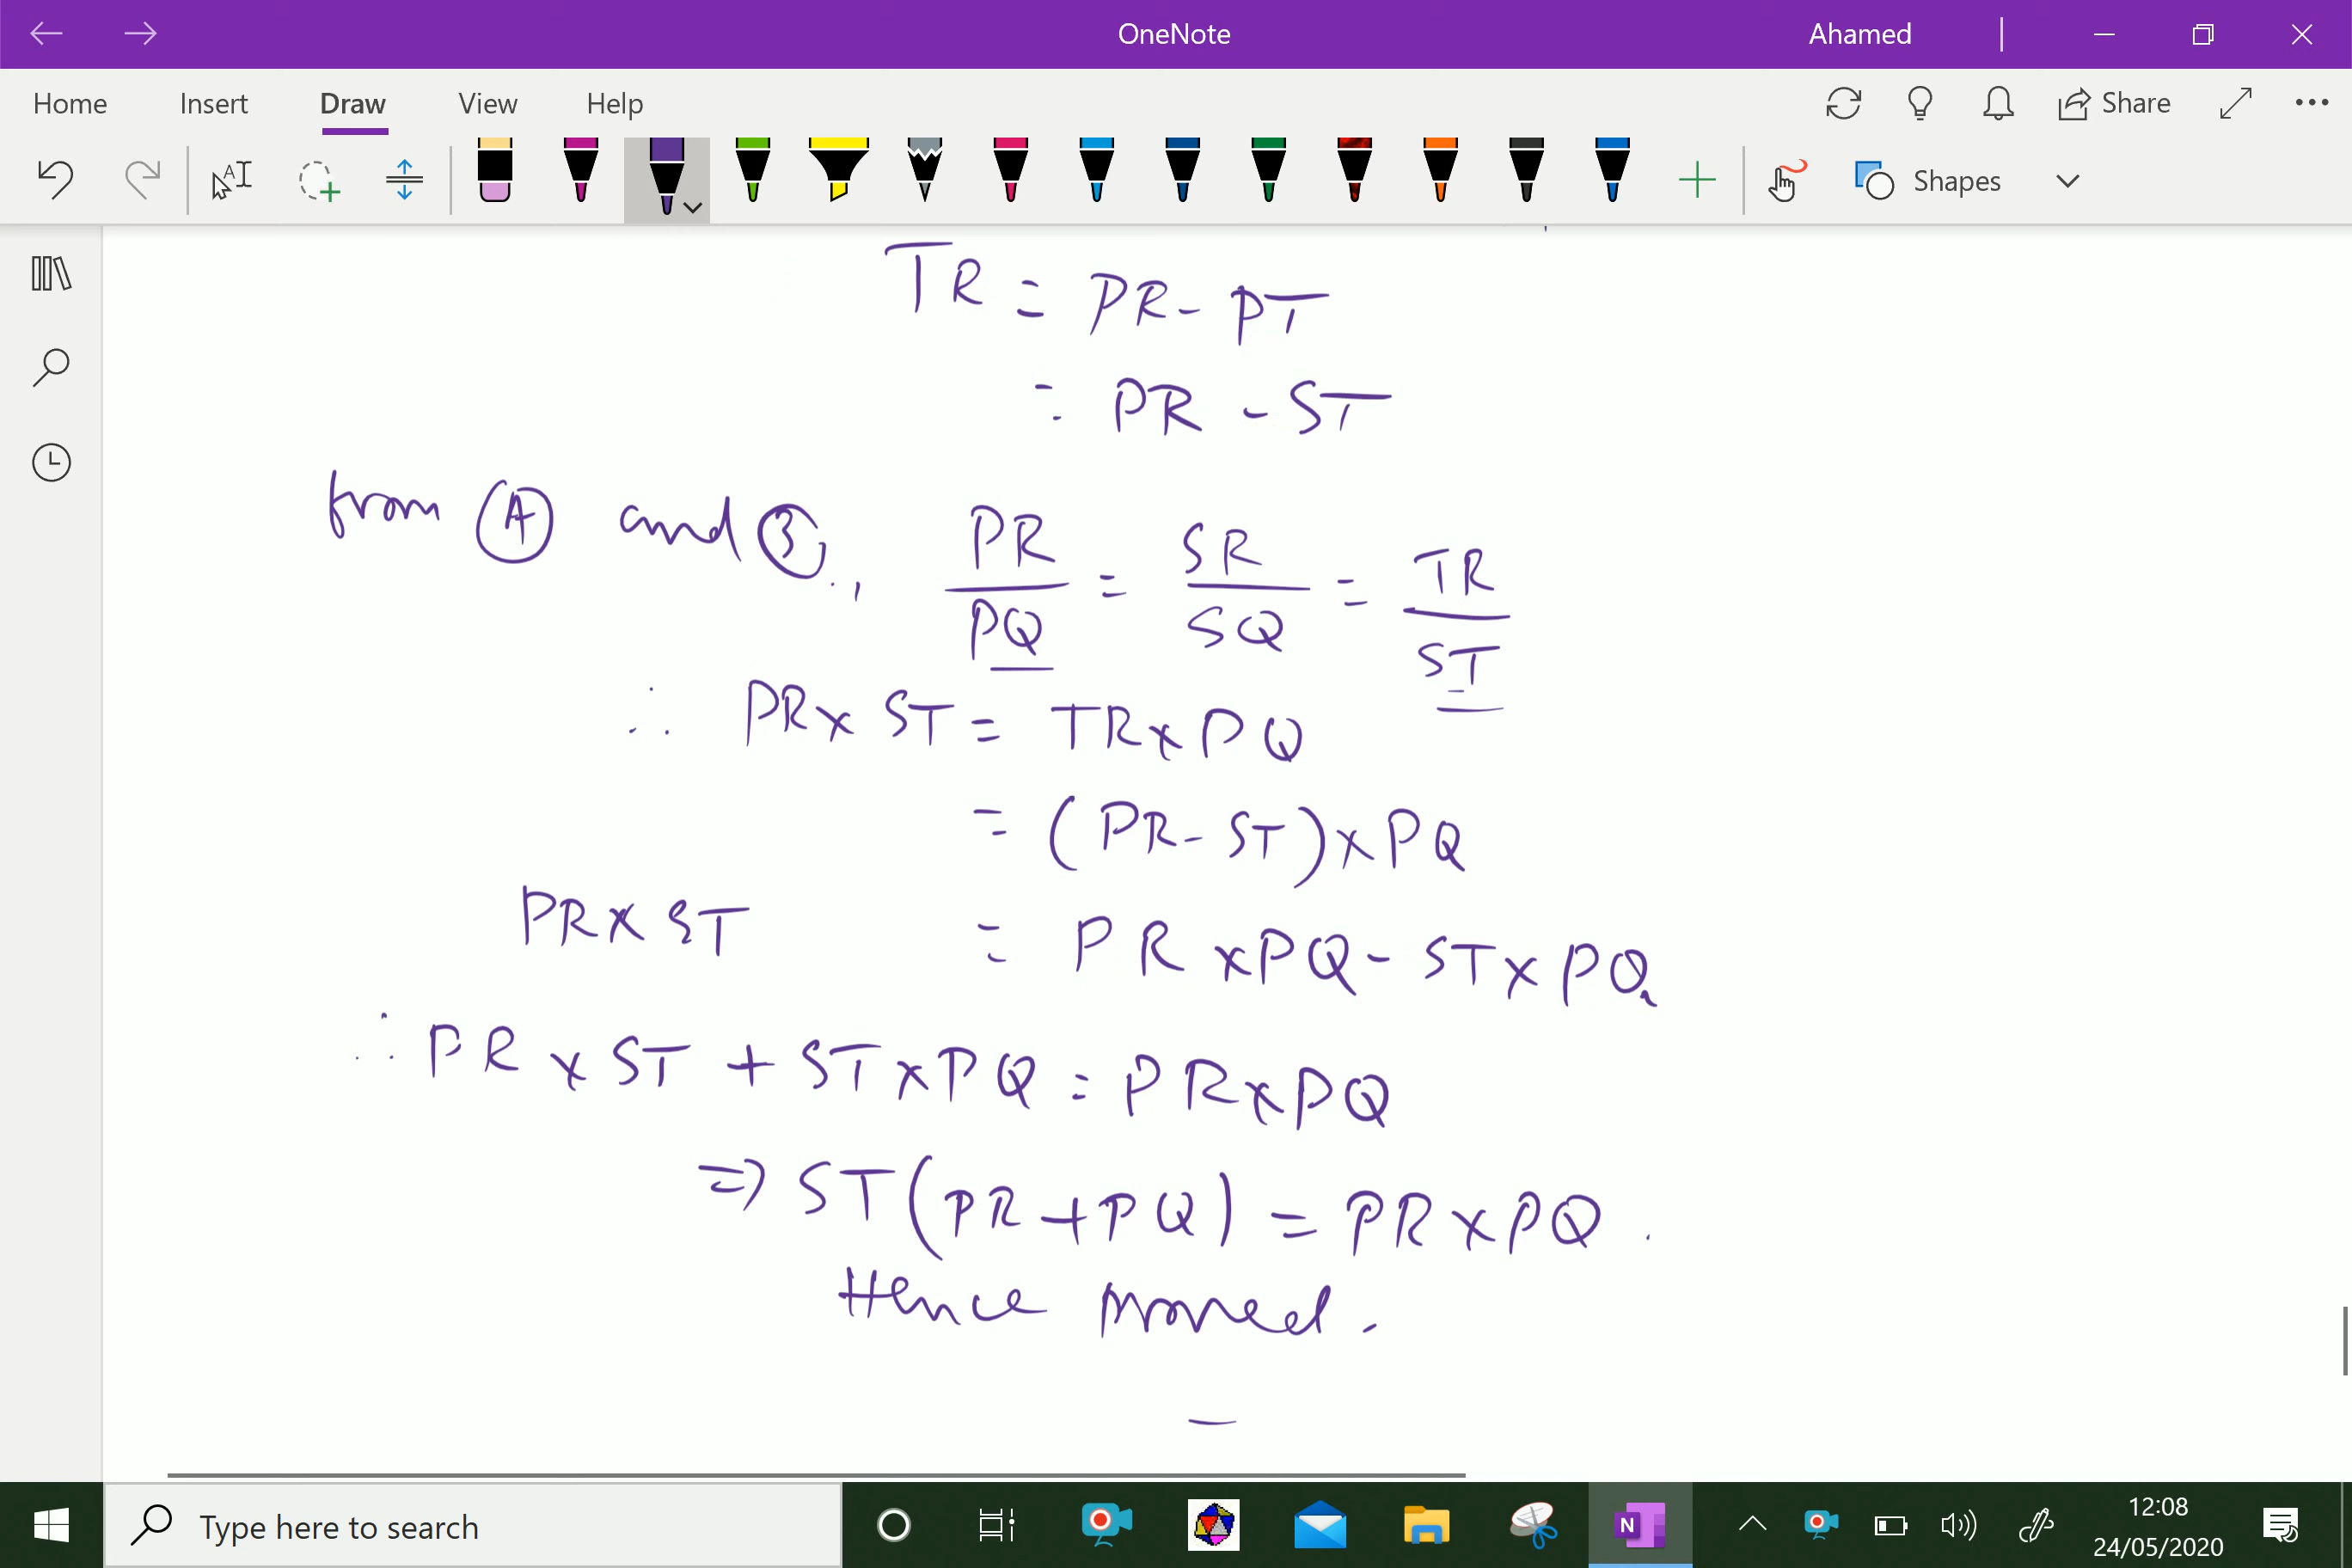 OneNote
Ahamed
Home Insert Draw View Help
Share
Shapes
TR = PR - PT
= PR - ST
from (A) and (3), PR/PQ = SR/SQ = TR/ST
∴ PR × ST = TR × PQ
= (PR - ST) × PQ
PR × ST = PR × PQ - ST × PQ
∴ PR × ST + ST × PQ = PR × PQ
⇒ ST (PR + PQ) = PR × PQ.
Hence proved.
Type here to search
N
12:08
24/05/2020